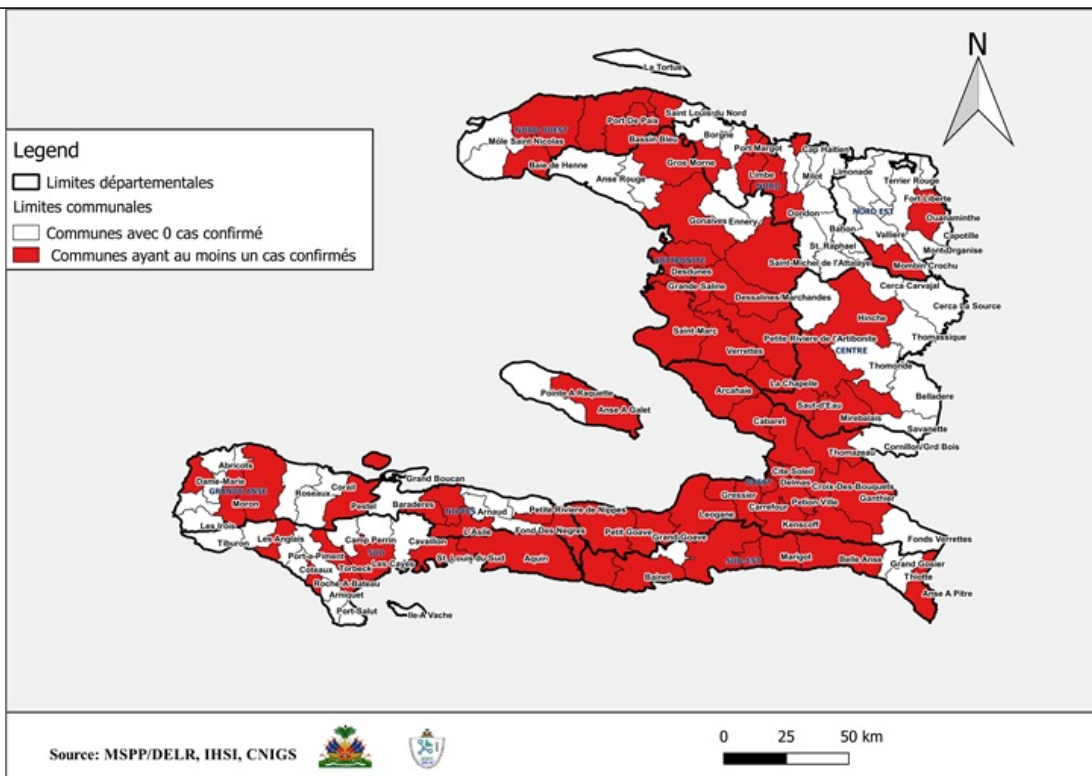 N
Legend
Limites départementales
Limites communales
Communes avec 0 cas confirmé
Communes ayant au moins un cas confirmés
La Tortue
Saint Louis du Nord
Port De Paix
NORD OUEST
Borgne
Môle Saint Nicolas
Bassin Bleu
Port Margot
Cap Haïtien
Baie de Henne
Gros Morne
Limbe
Milot
Limonade
Terrier Rouge
Anse Rouge
NORD
Fort Liberte
Ouanaminthe
Gonaives
Ennery
Dondon
NORD EST
Capotille
Bahon
Valliere
Mont Organise
St. Raphael
Saint-Michel de l'Attalaye
Mombin Crochu
ARTIBONITE
Desdunes
Cerca Carvajal
Grande Saline
Dessalines/Marchandes
Cerca La Source
Hinche
Saint-Marc
Petite Riviere de l'Artibonite
Thomassique
Verrettes
CENTRE
Thomonde
La Chapelle
Pointe A Raquette
Arcahaie
Belladere
Anse A Galet
Saut-d'Eau
Cabaret
Mirebalais
Savanette
Cornillon/Grd Bois
Thomazeau
Abricots
Cite Soleil
Dame-Marie
Grand Boucan
OUEST
Delmas
Croix-Des-Bouquets
GRANDE ANSE
Corail
Roseaux
Gressier
Ganthier
Moron
Pestel
Baraderes
NIPPES
Arnaud
Petite Riviere de Nippes
Leogane
Carrefour
Petion Ville
Les Irois
L'Asile
Fond Des Negres
Petit Goave
Grand Goave
Kenscoff
Tiburon
Les Anglais
Camp Perrin
Cavaillon
Fonds Verrettes
Port-a-Piment
SUD
St. Louis du Sud
Aquin
SUD EST
Marigot
Belle Anse
Grand Gosier
Coteaux
Torbeck
Les Cayes
Thiotte
Roche-A-Bateau
Bainet
Arniquet
Anse A Pitre
Port-Salut
Ile A Vache
Source: MSPP/DELR, IHSI, CNIGS
0 25 50 km